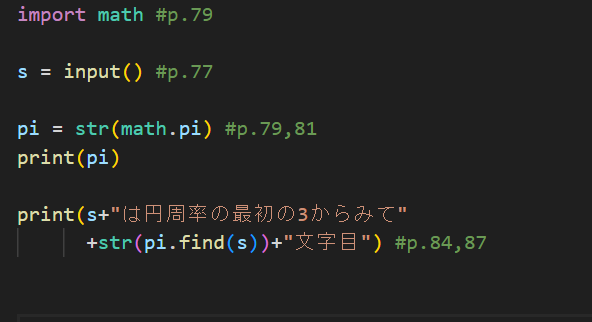 import math #p.79
s = input() #p.77
pi = str(math.pi) #p.79,81
print(pi)
print(s+"は円周率の最初の3からみて"
+str(pi.find(s))+"文字目") #p.84,87